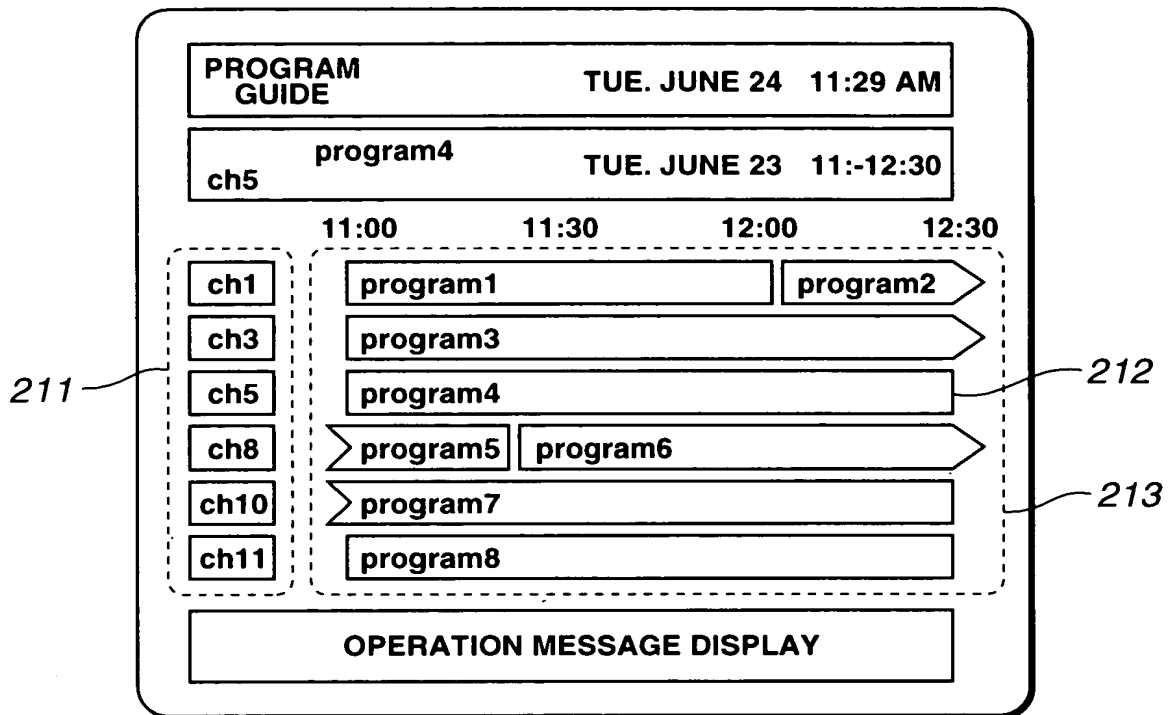 PROGRAM
GUIDE
TUE. JUNE 24 11:29 AM
program4
ch5
TUE. JUNE 23 11:-12:30
11:00 11:30 12:00 12:30
ch1 program1 program2
ch3 program3
ch5 program4
ch8 program5 program6
ch10 program7
ch11 program8
211
212
213
OPERATION MESSAGE DISPLAY